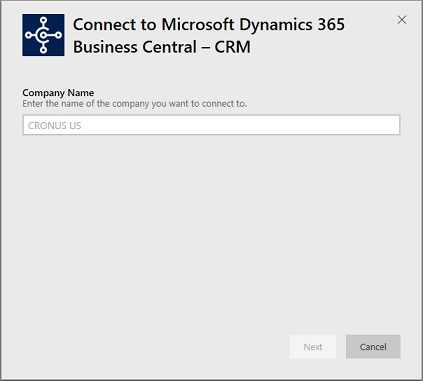 Connect to Microsoft Dynamics 365
Business Central – CRM
Company Name
Enter the name of the company you want to connect to.
CRONUS US
Next
Cancel